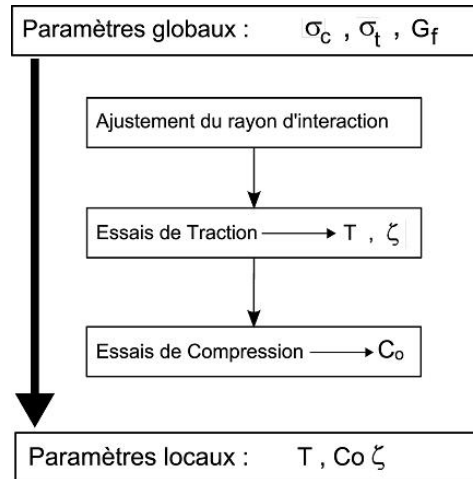 Paramètres globaux : σc , σt , Gf
Ajustement du rayon d'interaction
Essais de Traction ⟶ T , ζ
Essais de Compression ⟶ Co
Paramètres locaux : T , Co ζ